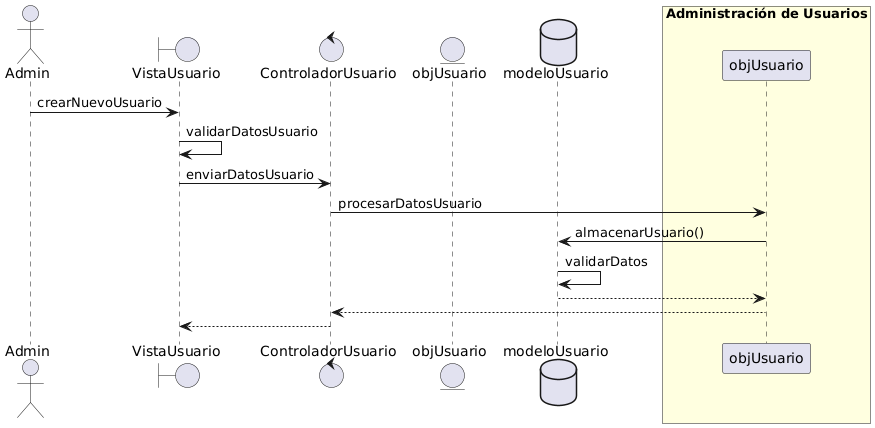 Administración de Usuarios
Admin
VistaUsuario
ControladorUsuario
objUsuario
modeloUsuario
objUsuario
crearNuevoUsuario
validarDatosUsuario
enviarDatosUsuario
procesarDatosUsuario
almacenarUsuario()
validarDatos
Admin
VistaUsuario
ControladorUsuario
objUsuario
modeloUsuario
objUsuario